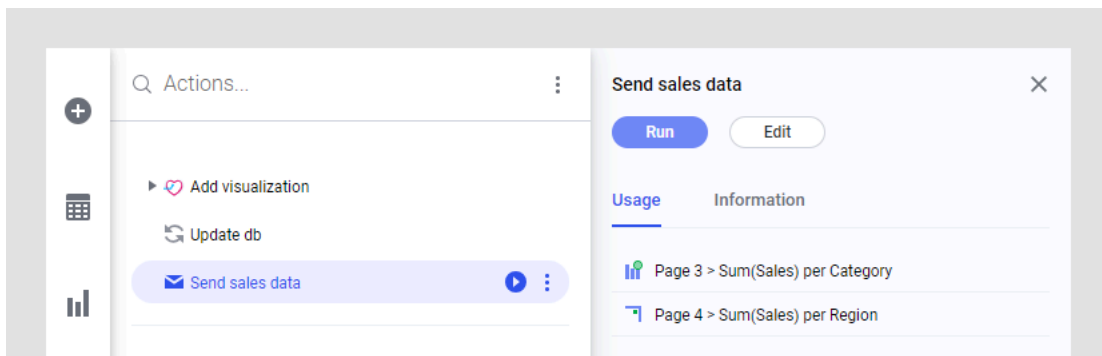 Actions...
Add visualization
Update db
Send sales data
Send sales data
Run Edit
Usage Information
Page 3 > Sum(Sales) per Category
Page 4 > Sum(Sales) per Region